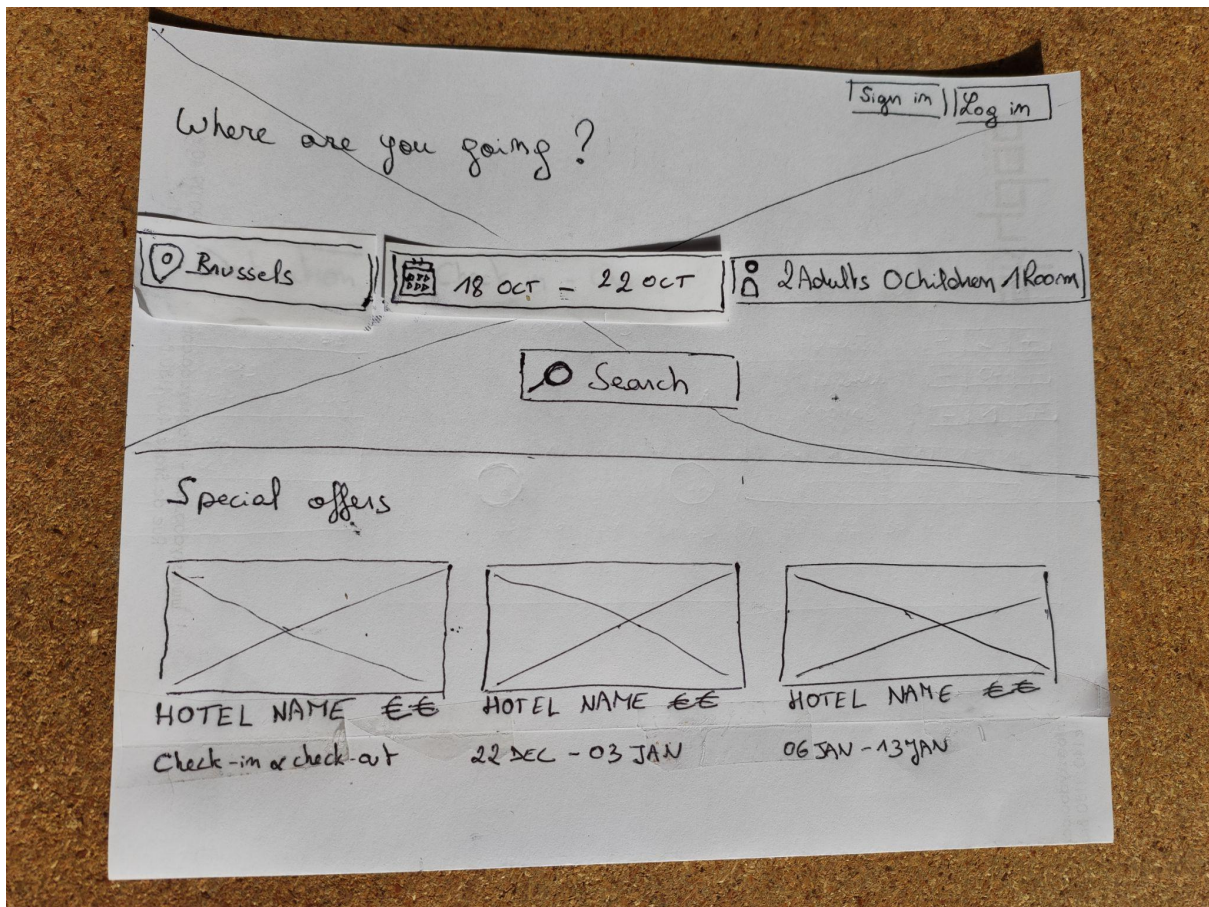 Sign in Log in
Where are you going?
Brussels 18 OCT - 22 OCT 2 Adults 0 Children 1 Room
Search
Special offers
HOTEL NAME €€ HOTEL NAME €€ HOTEL NAME €€
Check-in & check-out 22 DEC - 03 JAN 06 JAN - 13 JAN